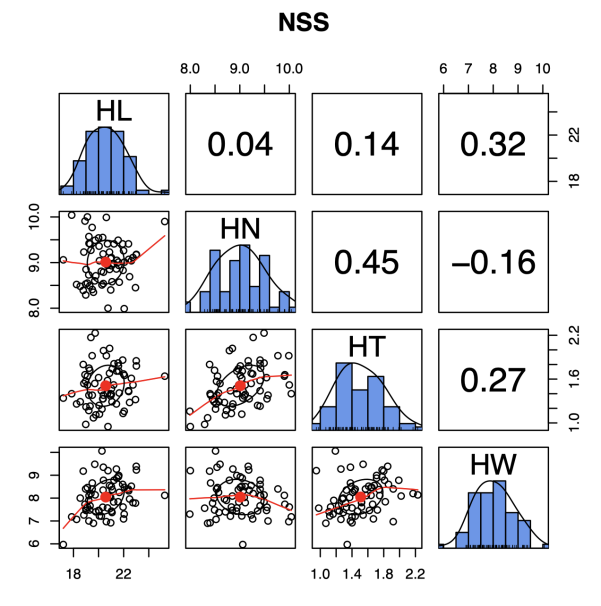 NSS
8.0 9.0 10.0 6 7 8 9 10
HL 0.04 0.14 0.32 18 22
8.0 9.0 10.0 HN 0.45 −0.16
HT 0.27 1.0 1.6 2.2
6 7 8 9 HW
18 22 1.0 1.4 1.8 2.2